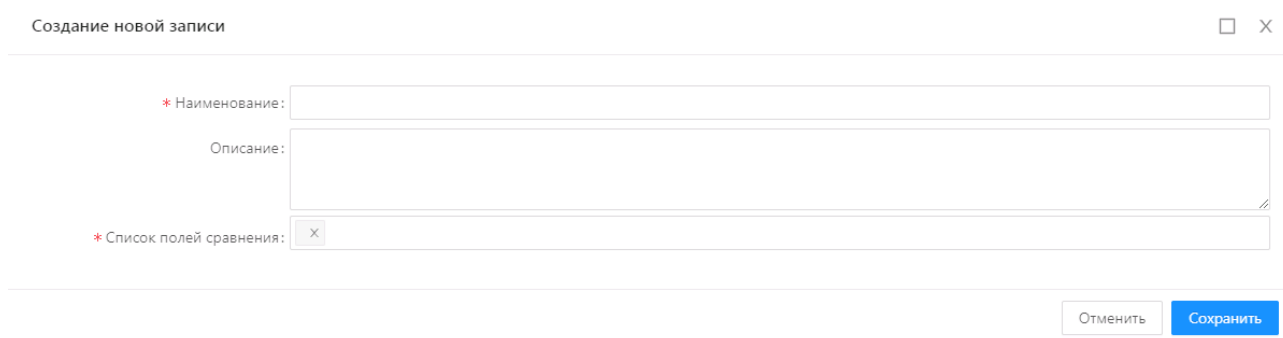 Создание новой записи
* Наименование:
Описание:
* Список полей сравнения:
Отменить Сохранить